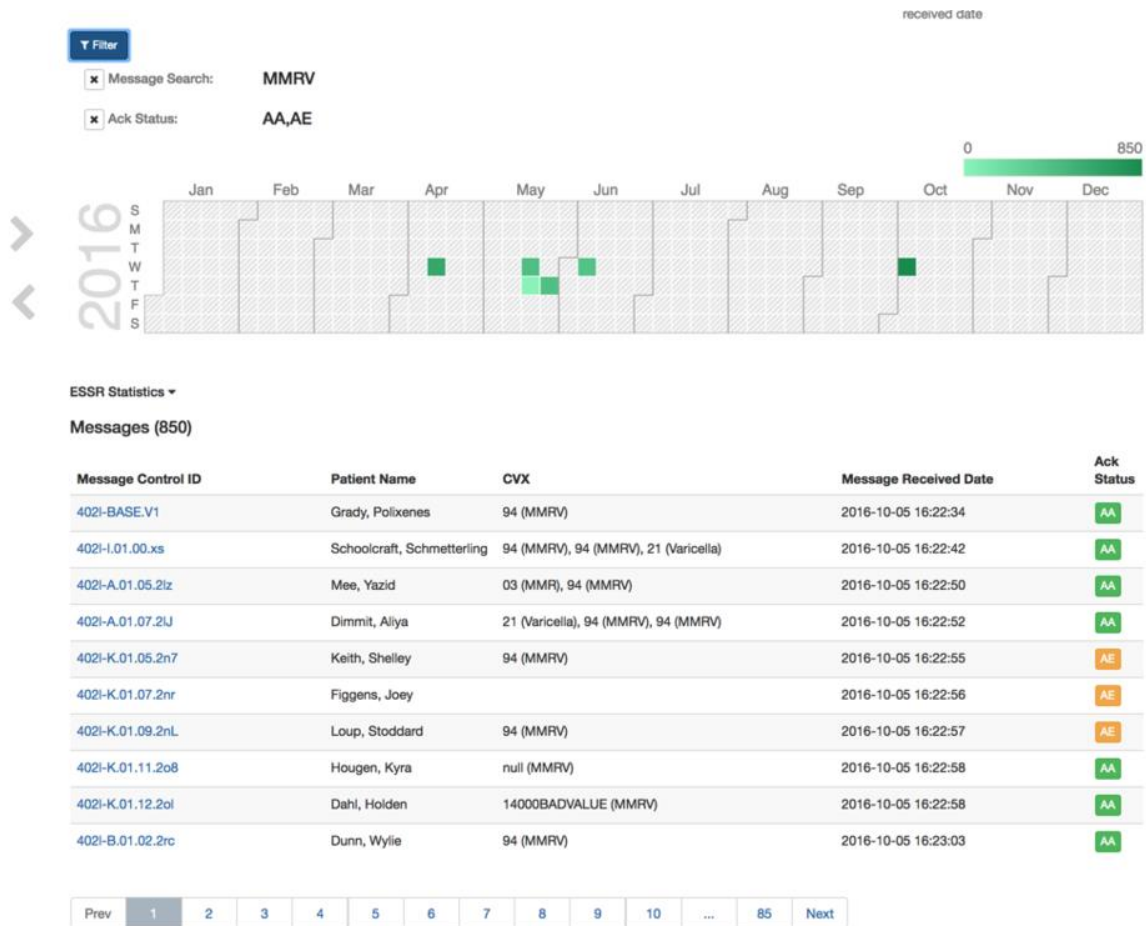 received date
Filter
Message Search: MMRV
Ack Status: AA,AE
0 850
Jan Feb Mar Apr May Jun Jul Aug Sep Oct Nov Dec
2016
S
M
T
W
T
F
S
ESSR Statistics
Messages (850)
Message Control ID Patient Name CVX Message Received Date Ack Status
402I-BASE.V1 Grady, Polixenes 94 (MMRV) 2016-10-05 16:22:34 AA
402I-I.01.00.xs Schoolcraft, Schmetterling 94 (MMRV), 94 (MMRV), 21 (Varicella) 2016-10-05 16:22:42 AA
402I-A.01.05.2lz Mee, Yazid 03 (MMR), 94 (MMRV) 2016-10-05 16:22:50 AA
402I-A.01.07.2lJ Dimmit, Aliya 21 (Varicella), 94 (MMRV), 94 (MMRV) 2016-10-05 16:22:52 AA
402I-K.01.05.2n7 Keith, Shelley 94 (MMRV) 2016-10-05 16:22:55 AE
402I-K.01.07.2nr Figgens, Joey 2016-10-05 16:22:56 AE
402I-K.01.09.2nL Loup, Stoddard 94 (MMRV) 2016-10-05 16:22:57 AE
402I-K.01.11.2o8 Hougen, Kyra null (MMRV) 2016-10-05 16:22:58 AA
402I-K.01.12.2ol Dahl, Holden 14000BADVALUE (MMRV) 2016-10-05 16:22:58 AA
402I-B.01.02.2rc Dunn, Wylie 94 (MMRV) 2016-10-05 16:23:03 AA
Prev 1 2 3 4 5 6 7 8 9 10 ... 85 Next